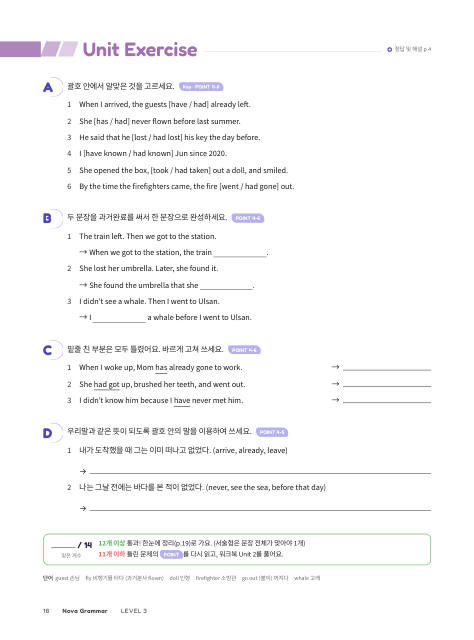 Unit Exercise
정답 및 해설 p.4
A 괄호 안에서 알맞은 것을 고르세요.
1 When I arrived, the guests [have / had] already left.
2 She [has / had] never flown before last summer.
3 He said that he [lost / had lost] his key the day before.
4 I [have known / had known] Jun since 2020.
5 She opened the box, [took / had taken] out a doll, and smiled.
6 By the time the firefighters came, the fire [went / had gone] out.
B 두 문장을 과거완료를 써서 한 문장으로 완성하세요. POINT 4-6
1 The train left. Then we got to the station.
→ When we got to the station, the train ____________.
2 She lost her umbrella. Later, she found it.
→ She found the umbrella that she ____________.
3 I didn't see a whale. Then I went to Ulsan.
→ I ____________ a whale before I went to Ulsan.
C 밑줄 친 부분은 모두 틀렸어요. 바르게 고쳐 쓰세요. POINT 4-6
1 When I woke up, Mom has already gone to work. → ____________
2 She had got up, brushed her teeth, and went out. → ____________
3 I didn't know him because I have never met him. → ____________
D 우리말과 같은 뜻이 되도록 괄호 안의 말을 이용하여 쓰세요. POINT 4-5
1 내가 도착했을 때 그는 이미 떠나고 없었다. (arrive, already, leave)
→ ____________
2 나는 그날 전에는 바다를 본 적이 없었다. (never, see the sea, before that day)
→ ____________
____ / 14 12개 이상 통과! 한눈에 정리(p.19)로 가요. (서술형은 문장 전체가 맞아야 1개)
맞은 개수 11개 이하 틀린 문제의 POINT 를 다시 읽고, 워크북 Unit 2를 풀어요.
단어 guest 손님 fly 비행기를 타다 (과거분사 flown) doll 인형 firefighter 소방관 go out (불이) 꺼지다 whale 고래
18 Nova Grammar LEVEL 3